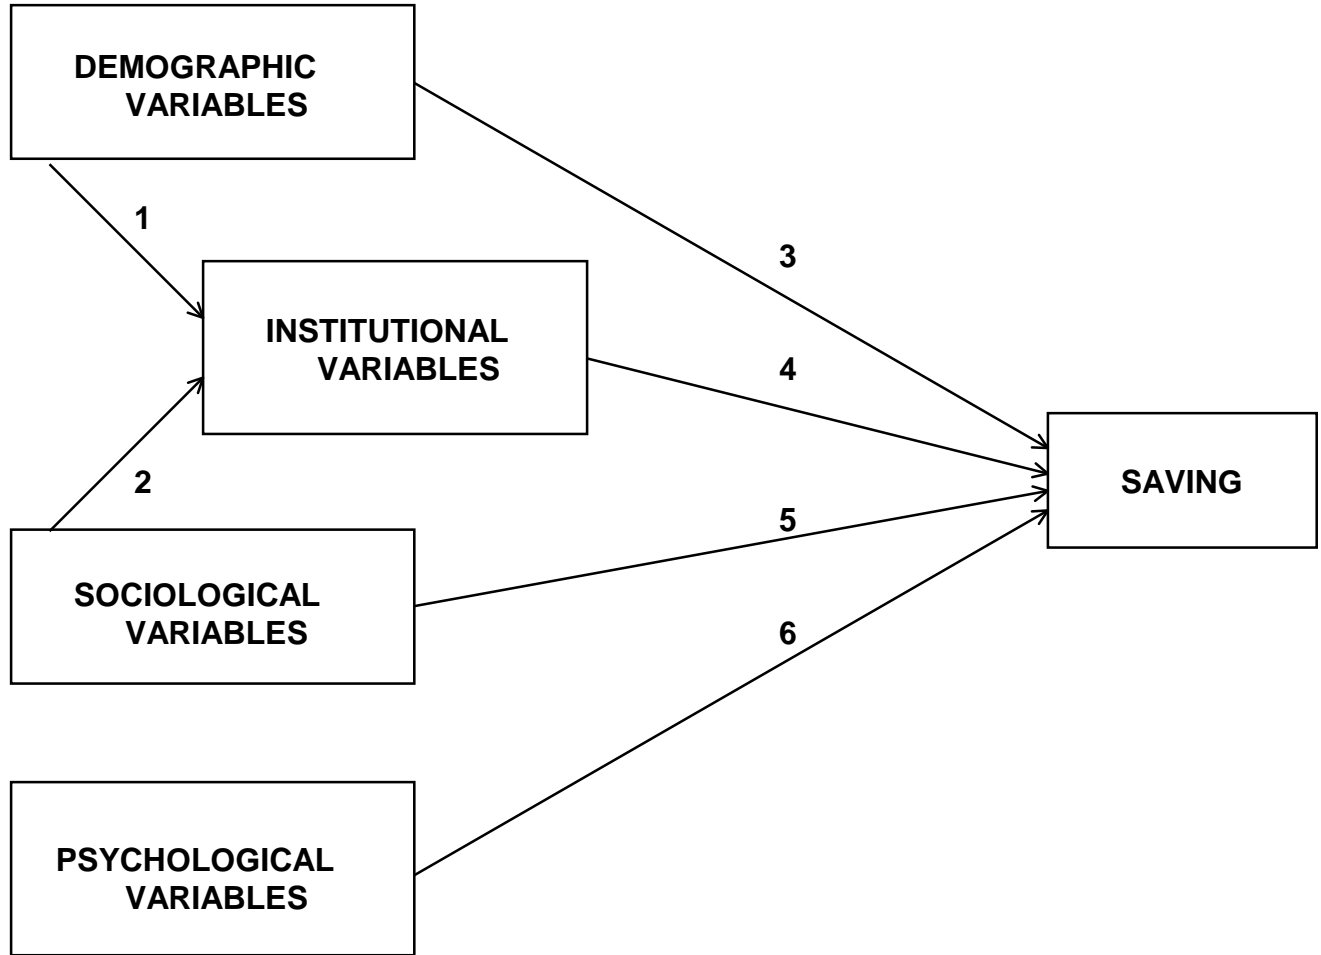 DEMOGRAPHIC
VARIABLES
1
3
INSTITUTIONAL
VARIABLES
4
2
SAVING
5
SOCIOLOGICAL
VARIABLES
6
PSYCHOLOGICAL
VARIABLES